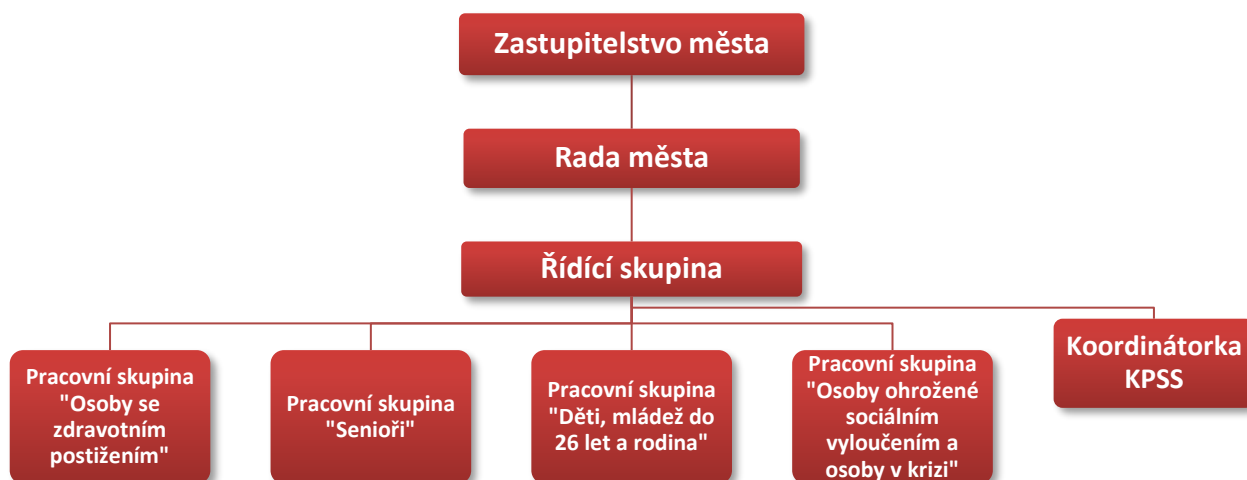 Zastupitelstvo města
Rada města
Řídící skupina
Pracovní skupina
"Osoby se
zdravotním
postižením"
Pracovní skupina
"Senioři"
Pracovní skupina
"Děti, mládež do
26 let a rodina"
Pracovní skupina
"Osoby ohrožené
sociálním
vyloučením a
osoby v krizi"
Koordinátorka
KPSS